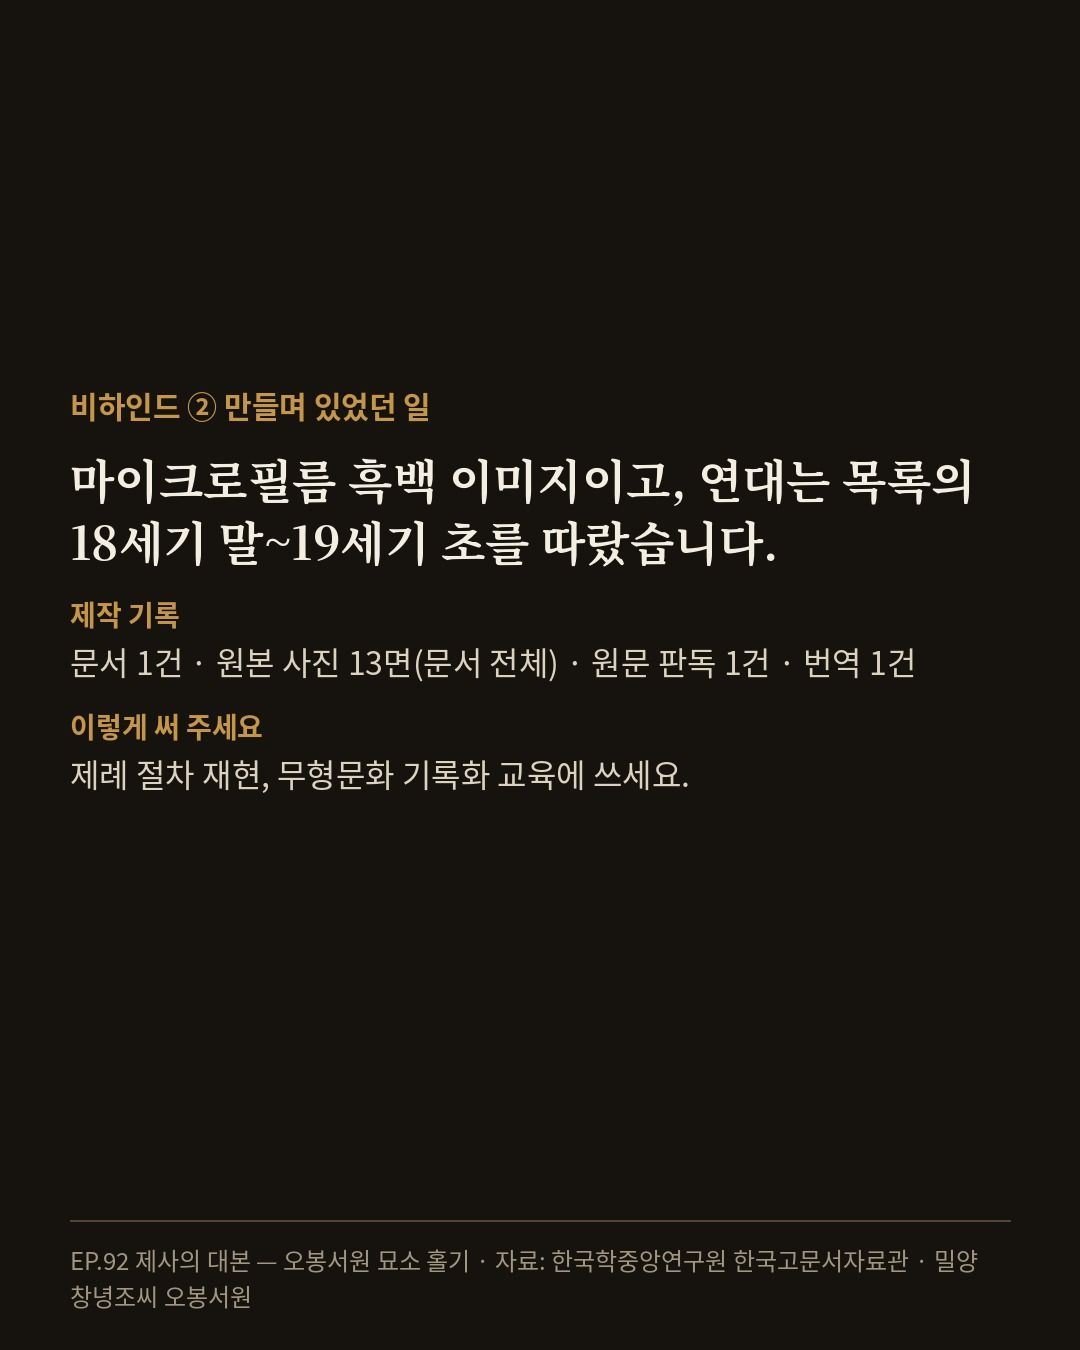 비하인드 ② 만들며 있었던 일
마이크로필름 흑백 이미지이고, 연대는 목록의
18세기 말~19세기 초를 따랐습니다.
제작 기록
문서 1건 · 원본 사진 13면(문서 전체) · 원문 판독 1건 · 번역 1건
이렇게 써 주세요
제례 절차 재현, 무형문화 기록화 교육에 쓰세요.
EP.92 제사의 대본 — 오봉서원 묘소 홀기 · 자료: 한국학중앙연구원 한국고문서자료관 · 밀양
창녕조씨 오봉서원